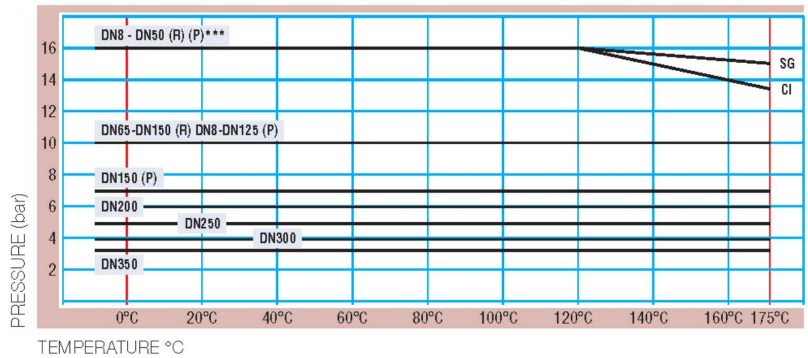 DN8 - DN50 (R) (P)***
16
SG
14
CI
12
DN65-DN150 (R) DN8-DN125 (P)
10
8
DN150 (P)
6
DN200
DN250
4
DN300
DN350
2
PRESSURE (bar)
0°C 20°C 40°C 60°C 80°C 100°C 120°C 140°C 160°C 175°C
TEMPERATURE °C